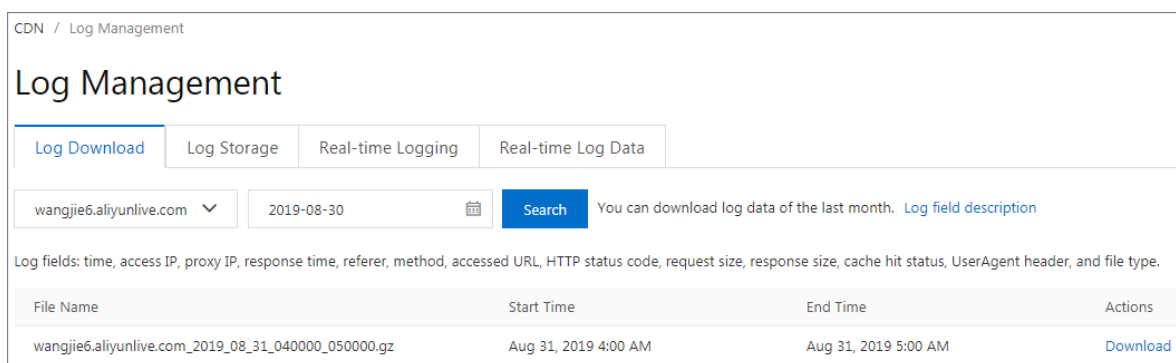 CDN / Log Management
Log Management
Log Download Log Storage Real-time Logging Real-time Log Data
wangjie6.aliyunlive.com 2019-08-30 Search You can download log data of the last month. Log field description
Log fields: time, access IP, proxy IP, response time, referer, method, accessed URL, HTTP status code, request size, response size, cache hit status, UserAgent header, and file type.
File Name Start Time End Time Actions
wangjie6.aliyunlive.com_2019_08_31_040000_050000.gz Aug 31, 2019 4:00 AM Aug 31, 2019 5:00 AM Download